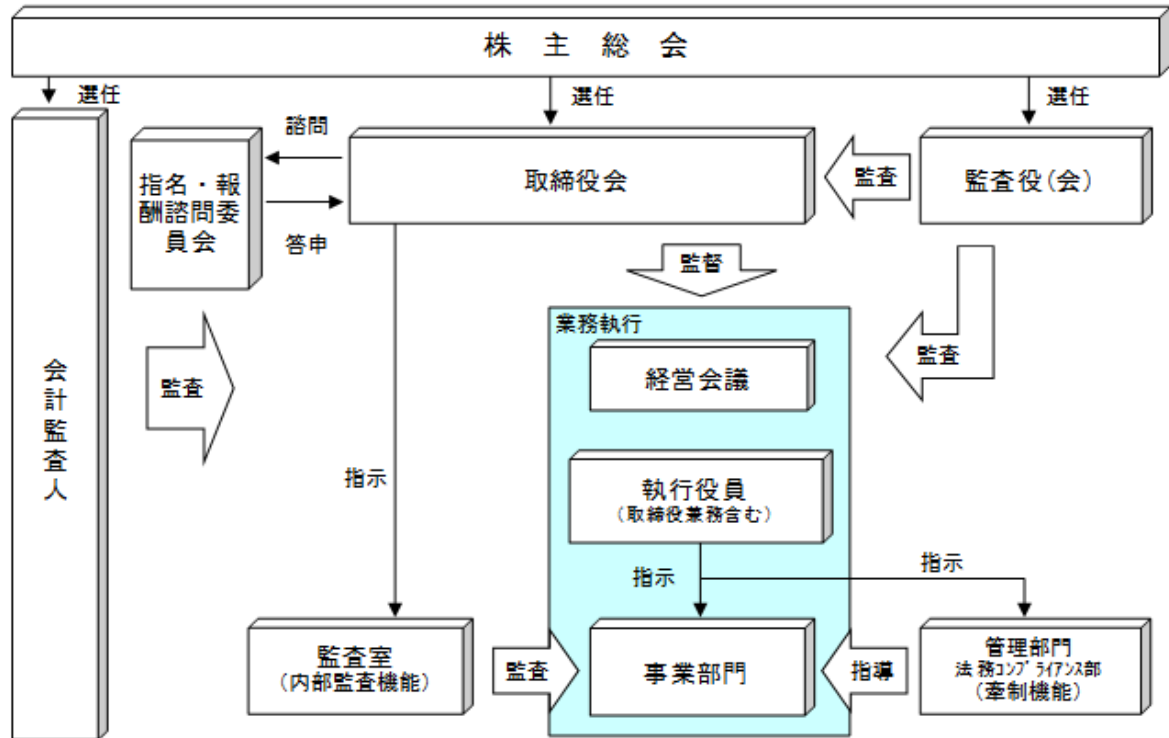 株主総会
選任
選任
選任
諮問
指名・報
酬諮問委
員会
答申
取締役会
監査
監査役(会)
監督
監査
会計監査人
監査
業務執行
経営会議
執行役員
(取締役兼務含む)
指示
指示
指示
監査室
(内部監査機能)
監査
事業部門
指導
管理部門
法務ｺﾝﾌﾟﾗｲｱﾝｽ部
(牽制機能)